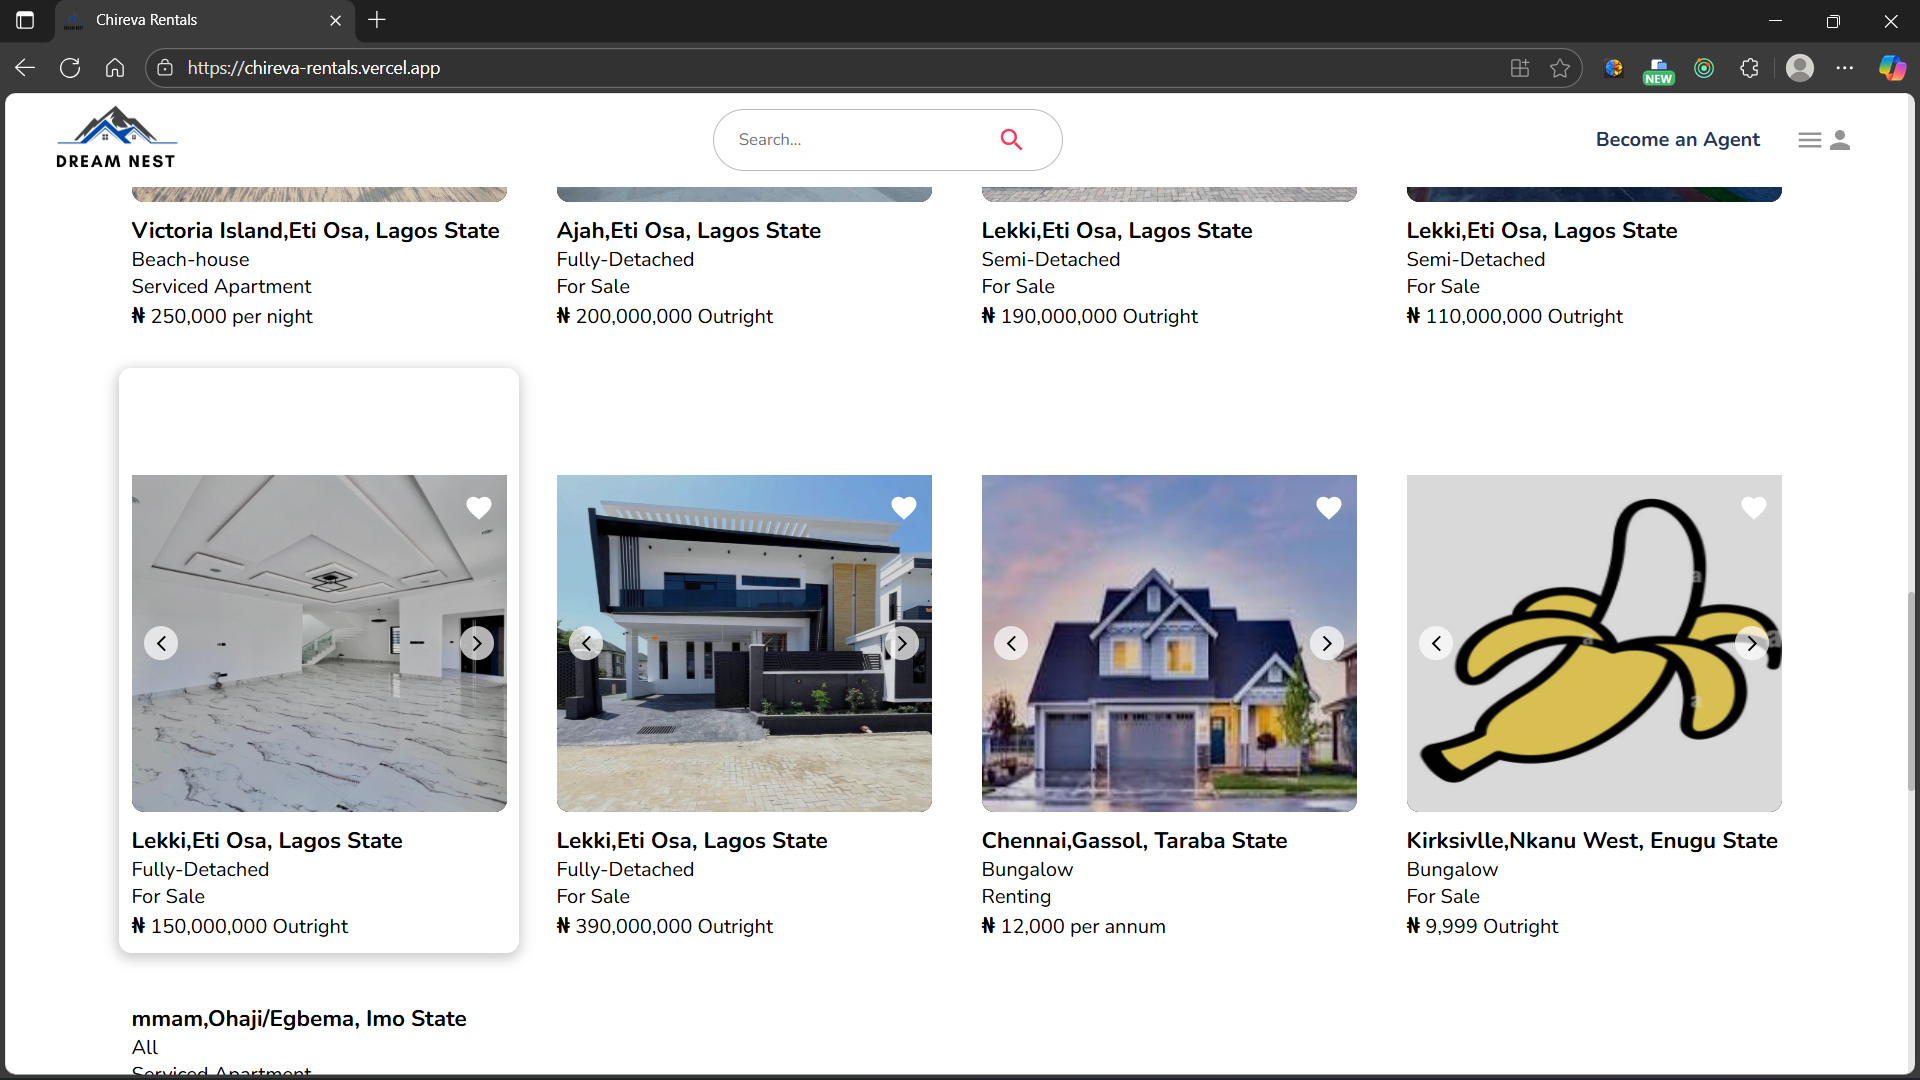 Chireva Rentals
https://chireva-rentals.vercel.app
NEW
DREAM NEST
Search...
Become an Agent
Victoria Island,Eti Osa, Lagos State
Beach-house
Serviced Apartment
₦ 250,000 per night
Ajah,Eti Osa, Lagos State
Fully-Detached
For Sale
₦ 200,000,000 Outright
Lekki,Eti Osa, Lagos State
Semi-Detached
For Sale
₦ 190,000,000 Outright
Lekki,Eti Osa, Lagos State
Semi-Detached
For Sale
₦ 110,000,000 Outright
Lekki,Eti Osa, Lagos State
Fully-Detached
For Sale
₦ 150,000,000 Outright
Lekki,Eti Osa, Lagos State
Fully-Detached
For Sale
₦ 390,000,000 Outright
Chennai,Gassol, Taraba State
Bungalow
Renting
₦ 12,000 per annum
a
a
a
a
Kirksivlle,Nkanu West, Enugu State
Bungalow
For Sale
₦ 9,999 Outright
mmam,Ohaji/Egbema, Imo State
All
Serviced Apartment